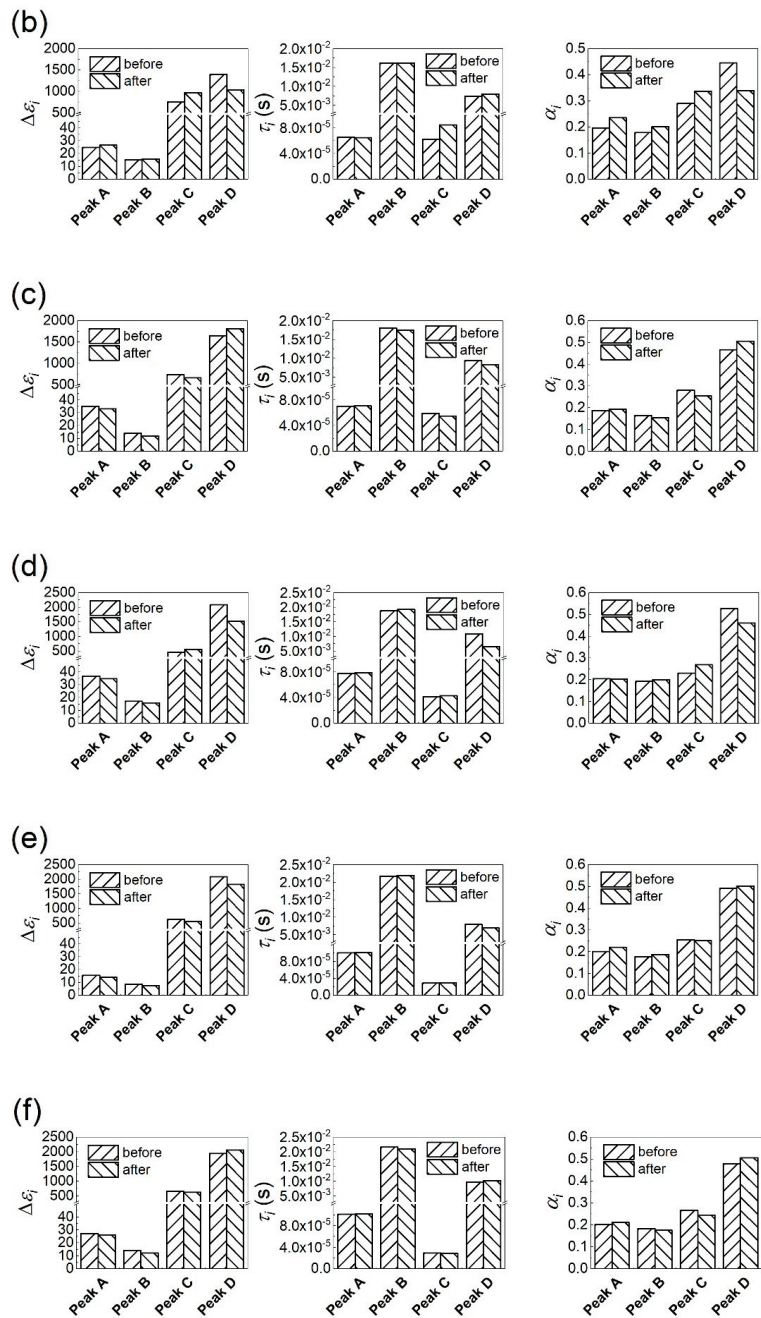 (b)
Δεᵢ
2000
1500
1000
500
40
30
20
10
0
before
after
Peak A
Peak B
Peak C
Peak D
τᵢ (s)
2.0x10⁻²
1.5x10⁻²
1.0x10⁻²
5.0x10⁻³
8.0x10⁻⁵
4.0x10⁻⁵
0.0
before
after
Peak A
Peak B
Peak C
Peak D
αᵢ
0.5
0.4
0.3
0.2
0.1
0.0
before
after
Peak A
Peak B
Peak C
Peak D
(c)
Δεᵢ
2000
1500
1000
500
40
30
20
10
0
before
after
Peak A
Peak B
Peak C
Peak D
τᵢ (s)
2.0x10⁻²
1.5x10⁻²
1.0x10⁻²
5.0x10⁻³
8.0x10⁻⁵
4.0x10⁻⁵
0.0
before
after
Peak A
Peak B
Peak C
Peak D
αᵢ
0.6
0.5
0.4
0.3
0.2
0.1
0.0
before
after
Peak A
Peak B
Peak C
Peak D
(d)
Δεᵢ
2500
2000
1500
1000
500
40
30
20
10
0
before
after
Peak A
Peak B
Peak C
Peak D
τᵢ (s)
2.5x10⁻²
2.0x10⁻²
1.5x10⁻²
1.0x10⁻²
5.0x10⁻³
8.0x10⁻⁵
4.0x10⁻⁵
0.0
before
after
Peak A
Peak B
Peak C
Peak D
αᵢ
0.6
0.5
0.4
0.3
0.2
0.1
0.0
before
after
Peak A
Peak B
Peak C
Peak D
(e)
Δεᵢ
2500
2000
1500
1000
500
40
30
20
10
0
before
after
Peak A
Peak B
Peak C
Peak D
τᵢ (s)
2.5x10⁻²
2.0x10⁻²
1.5x10⁻²
1.0x10⁻²
5.0x10⁻³
8.0x10⁻⁵
4.0x10⁻⁵
0.0
before
after
Peak A
Peak B
Peak C
Peak D
αᵢ
0.6
0.5
0.4
0.3
0.2
0.1
0.0
before
after
Peak A
Peak B
Peak C
Peak D
(f)
Δεᵢ
2500
2000
1500
1000
500
40
30
20
10
0
before
after
Peak A
Peak B
Peak C
Peak D
τᵢ (s)
2.5x10⁻²
2.0x10⁻²
1.5x10⁻²
1.0x10⁻²
5.0x10⁻³
8.0x10⁻⁵
4.0x10⁻⁵
0.0
before
after
Peak A
Peak B
Peak C
Peak D
αᵢ
0.6
0.5
0.4
0.3
0.2
0.1
0.0
before
after
Peak A
Peak B
Peak C
Peak D